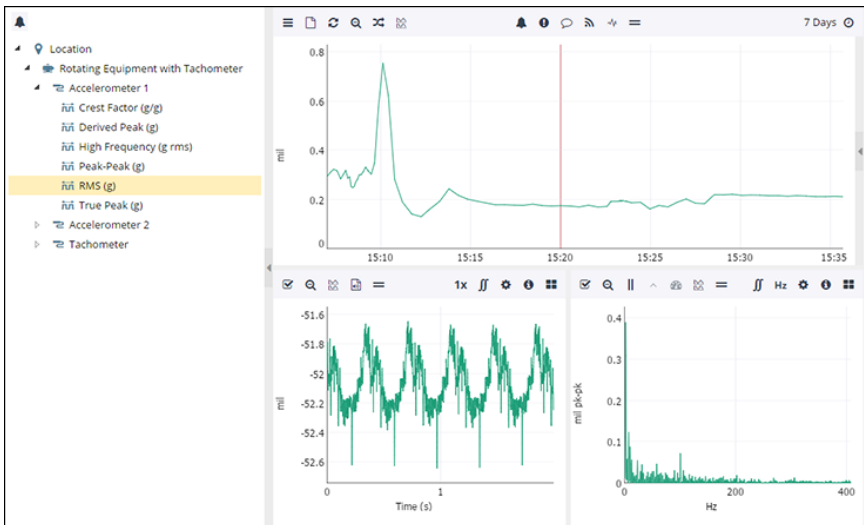 Location
Rotating Equipment with Tachometer
Accelerometer 1
Crest Factor (g/g)
Derived Peak (g)
High Frequency (g rms)
Peak-Peak (g)
RMS (g)
True Peak (g)
Accelerometer 2
Tachometer
7 Days
0.8
0.6
0.4
0.2
0
mil
15:10 15:15 15:20 15:25 15:30 15:35
1x
-51.6
-51.8
-52
-52.2
-52.4
-52.6
mil
0 1
Time (s)
Hz
0.4
0.3
0.2
0.1
0
mil pk-pk
0 200 400
Hz